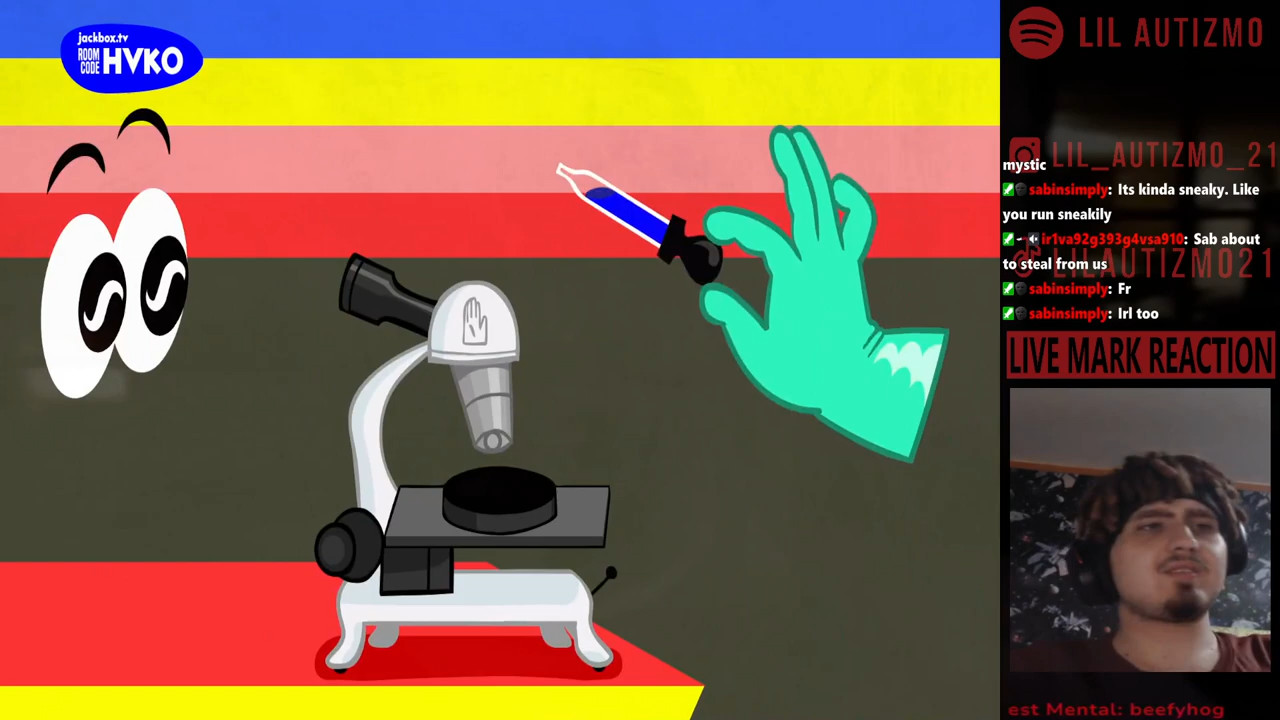 jackbox.tv
ROOM
CODE
HVKO
LIL AUTIZMO
LIL_AUTIZMO_21
mystic
sabinsimply: Its kinda sneaky. Like
you run sneakily
ir1va92g393g4vsa910: Sab about
to steal from us
LILAUTIZMO21
sabinsimply: Fr
sabinsimply: Irl too
LIVE MARK REACTION
est Mental: beefyhog